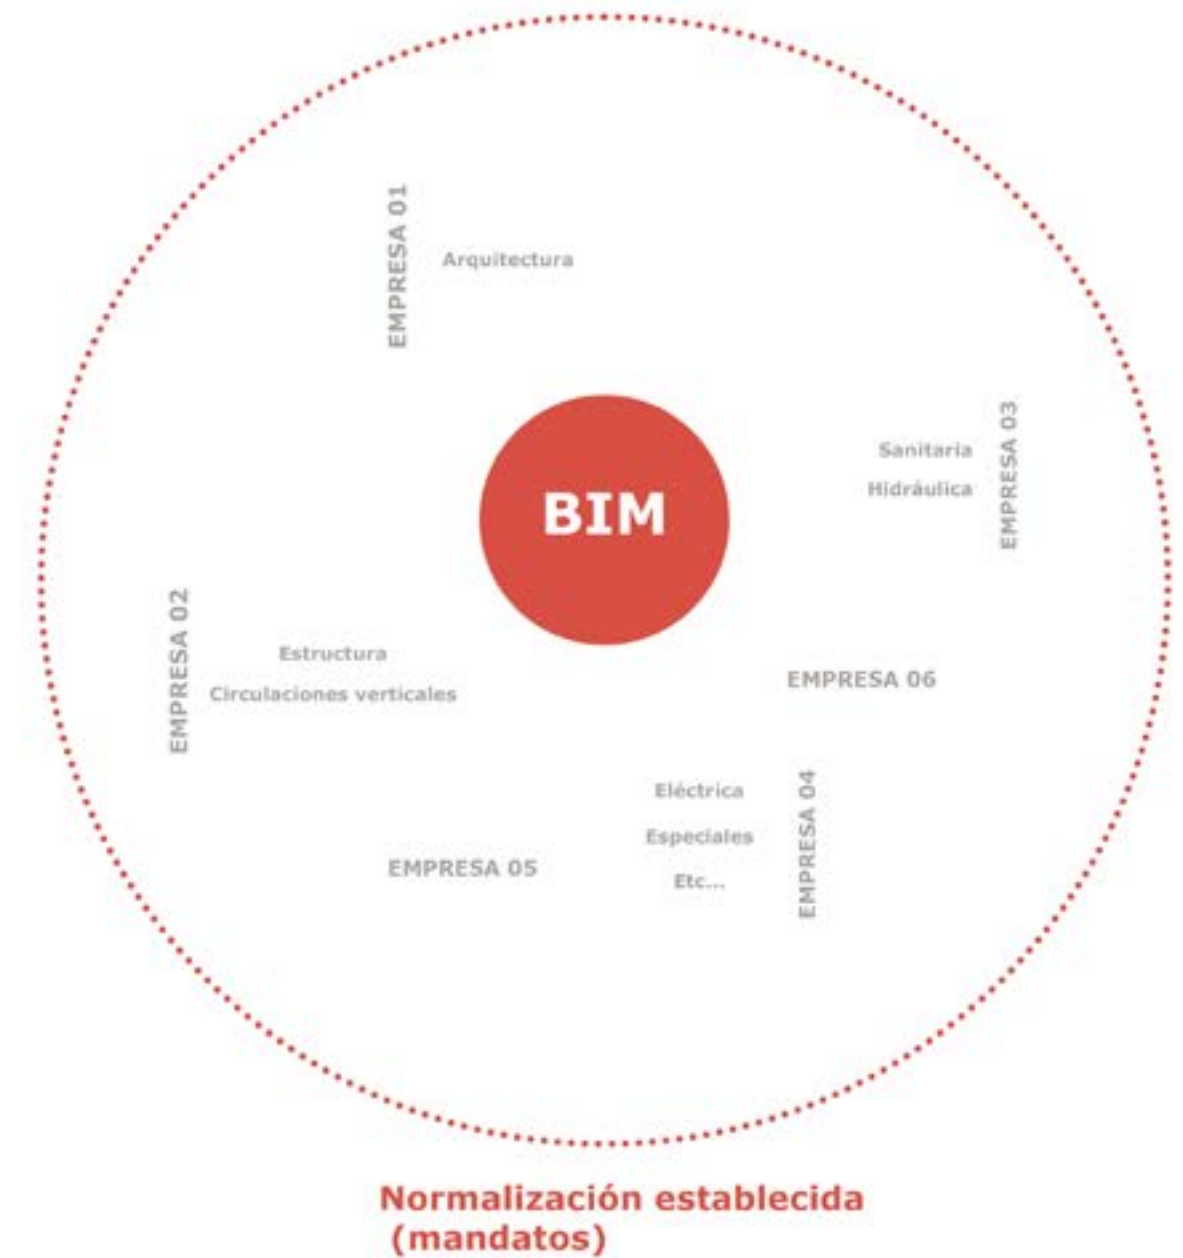 EMPRESA 01
Arquitectura
BIM
Sanitaria
Hidráulica
EMPRESA 03
EMPRESA 02
Estructura
Circulaciones verticales
EMPRESA 06
Eléctrica
Especiales
Etc...
EMPRESA 04
EMPRESA 05
Normalización establecida
(mandatos)